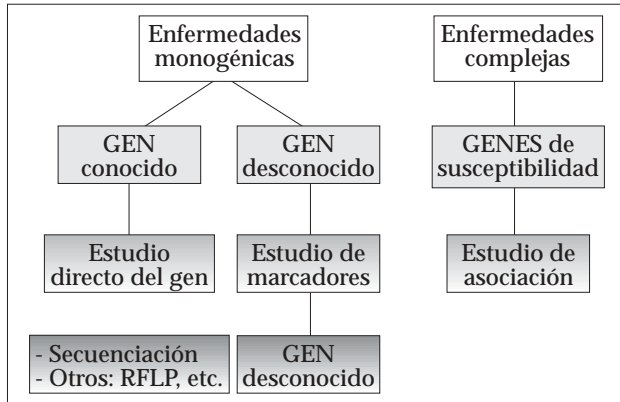 Enfermedades
monogénicas
Enfermedades
complejas
GEN
conocido
GEN
desconocido
GENES de
susceptibilidad
Estudio
directo del gen
Estudio de
marcadores
Estudio de
asociación
- Secuenciación
- Otros: RFLP, etc.
GEN
desconocido